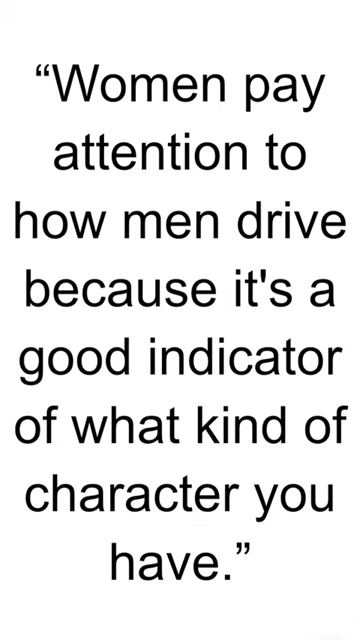 “Women pay
attention to
how men drive
because it's a
good indicator
of what kind of
character you
have.”